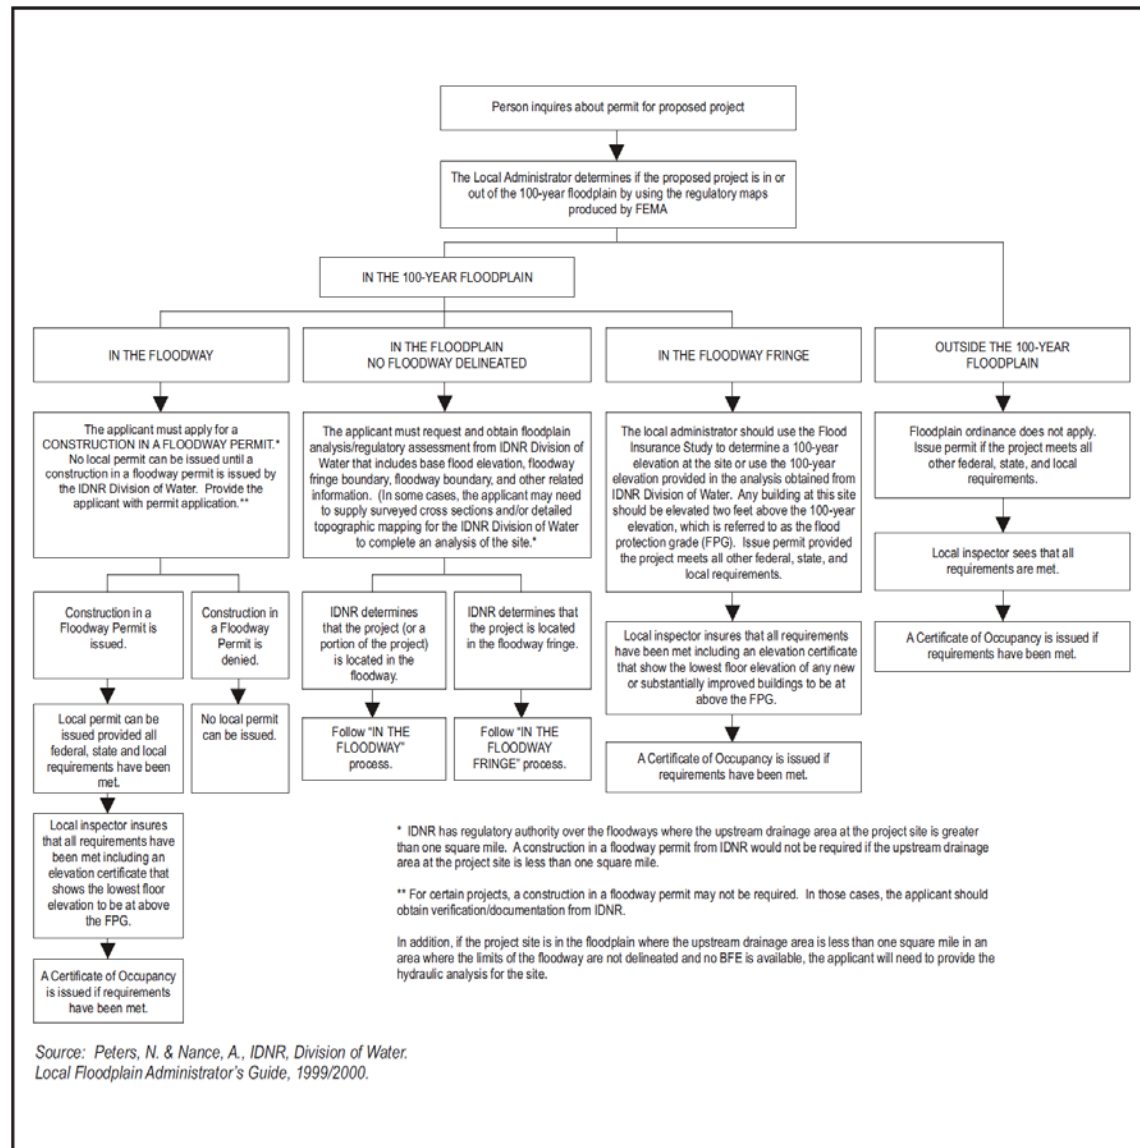 Person inquires about permit for proposed project
The Local Administrator determines if the proposed project is in or
out of the 100-year floodplain by using the regulatory maps
produced by FEMA
IN THE 100-YEAR FLOODPLAIN
IN THE FLOODWAY
IN THE FLOODPLAIN
NO FLOODWAY DELINEATED
IN THE FLOODWAY FRINGE
OUTSIDE THE 100-YEAR
FLOODPLAIN
The applicant must apply for a
CONSTRUCTION IN A FLOODWAY PERMIT.*
No local permit can be issued until a
construction in a floodway permit is issued by
the IDNR Division of Water. Provide the
applicant with permit application.**
The applicant must request and obtain floodplain
analysis/regulatory assessment from IDNR Division of
Water that includes base flood elevation, floodway
fringe boundary, floodway boundary, and other related
information. (In some cases, the applicant may need
to supply surveyed cross sections and/or detailed
topographic mapping for the IDNR Division of Water
to complete an analysis of the site.*
The local administrator should use the Flood
Insurance Study to determine a 100-year
elevation at the site or use the 100-year
elevation provided in the analysis obtained from
IDNR Division of Water. Any building at this site
should be elevated two feet above the 100-year
elevation, which is referred to as the flood
protection grade (FPG). Issue permit provided
the project meets all other federal, state, and
local requirements.
Floodplain ordinance does not apply.
Issue permit if the project meets all
other federal, state, and local
requirements.
Local inspector sees that all
requirements are met.
A Certificate of Occupancy is issued if
requirements have been met.
Construction in a
Floodway Permit is
issued.
Construction in
a Floodway
Permit is
denied.
IDNR determines
that the project (or a
portion of the project)
is located in the
floodway.
IDNR determines that
the project is located
in the floodway fringe.
Local inspector insures that all requirements
have been met including an elevation certificate
that show the lowest floor elevation of any new
or substantially improved buildings to be at
above the FPG.
Local permit can be
issued provided all
federal, state and local
requirements have been
met.
No local permit
can be issued.
Follow "IN THE
FLOODWAY"
process.
Follow "IN THE
FLOODWAY
FRINGE" process.
A Certificate of Occupancy is issued if
requirements have been met.
Local inspector insures
that all requirements have
been met including an
elevation certificate that
shows the lowest floor
elevation to be at above
the FPG.
A Certificate of Occupancy
is issued if requirements
have been met.
* IDNR has regulatory authority over the floodways where the upstream drainage area at the project site is greater
than one square mile. A construction in a floodway permit from IDNR would not be required if the upstream drainage
area at the project site is less than one square mile.
** For certain projects, a construction in a floodway permit may not be required. In those cases, the applicant should
obtain verification/documentation from IDNR.
In addition, if the project site is in the floodplain where the upstream drainage area is less than one square mile in an
area where the limits of the floodway are not delineated and no BFE is available, the applicant will need to provide the
hydraulic analysis for the site.
Source: Peters, N. & Nance, A., IDNR, Division of Water.
Local Floodplain Administrator's Guide, 1999/2000.